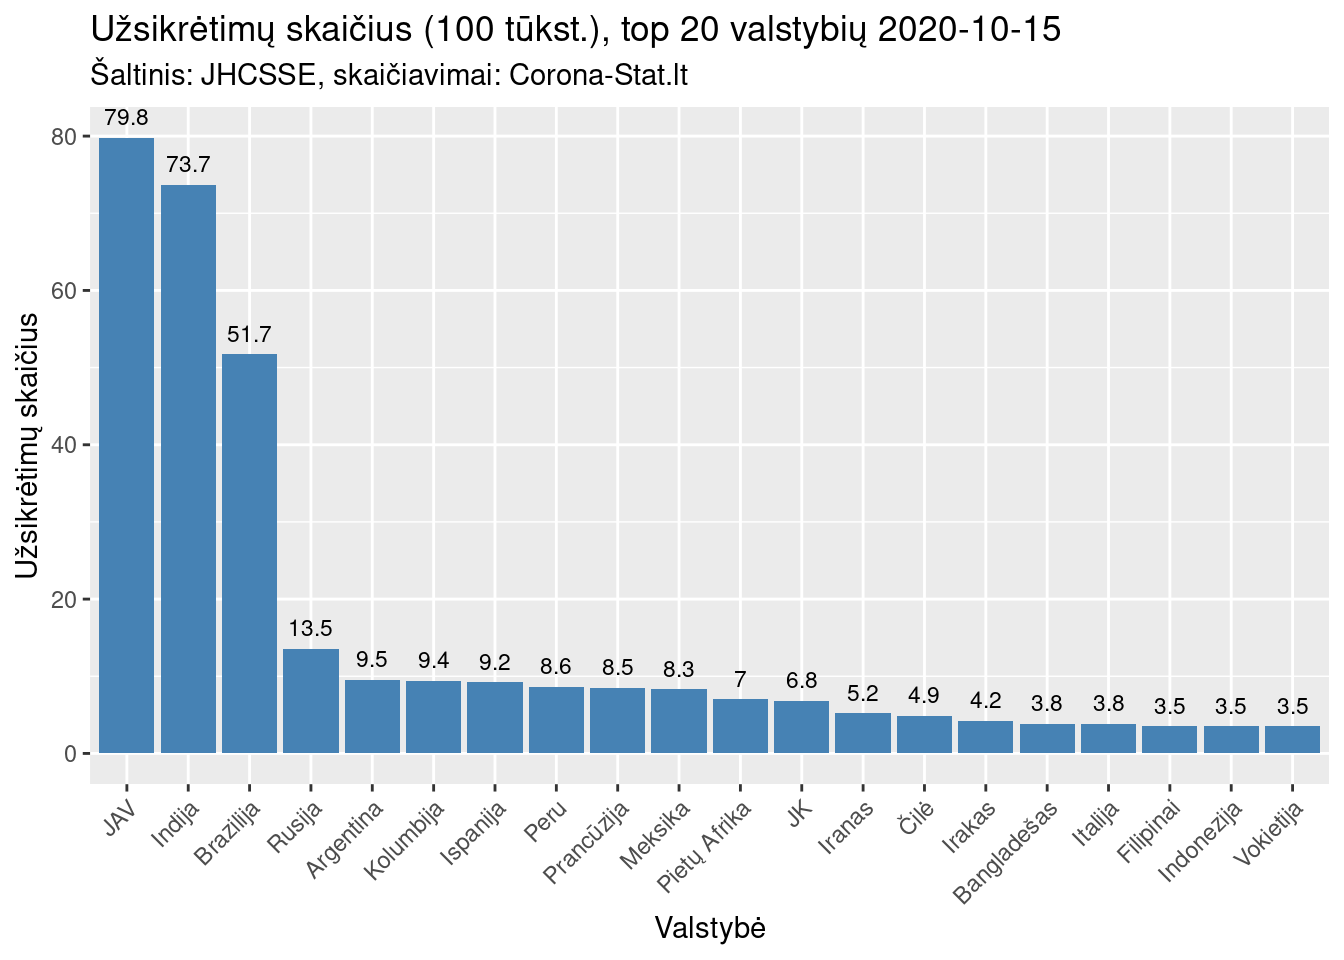 Užsikrėtimų skaičius (100 tūkst.), top 20 valstybių 2020-10-15
Šaltinis: JHCSSE, skaičiavimai: Corona-Stat.lt
Užsikrėtimų skaičius
80
60
40
20
0
79.8
73.7
51.7
13.5
9.5
9.4
9.2
8.6
8.5
8.3
7
6.8
5.2
4.9
4.2
3.8
3.8
3.5
3.5
3.5
JAV
Indija
Brazilija
Rusija
Argentina
Kolumbija
Ispanija
Peru
Prancūzija
Meksika
Pietų Afrika
JK
Iranas
Čilė
Irakas
Bangladešas
Italija
Filipinai
Indonezija
Vokietija
Valstybė